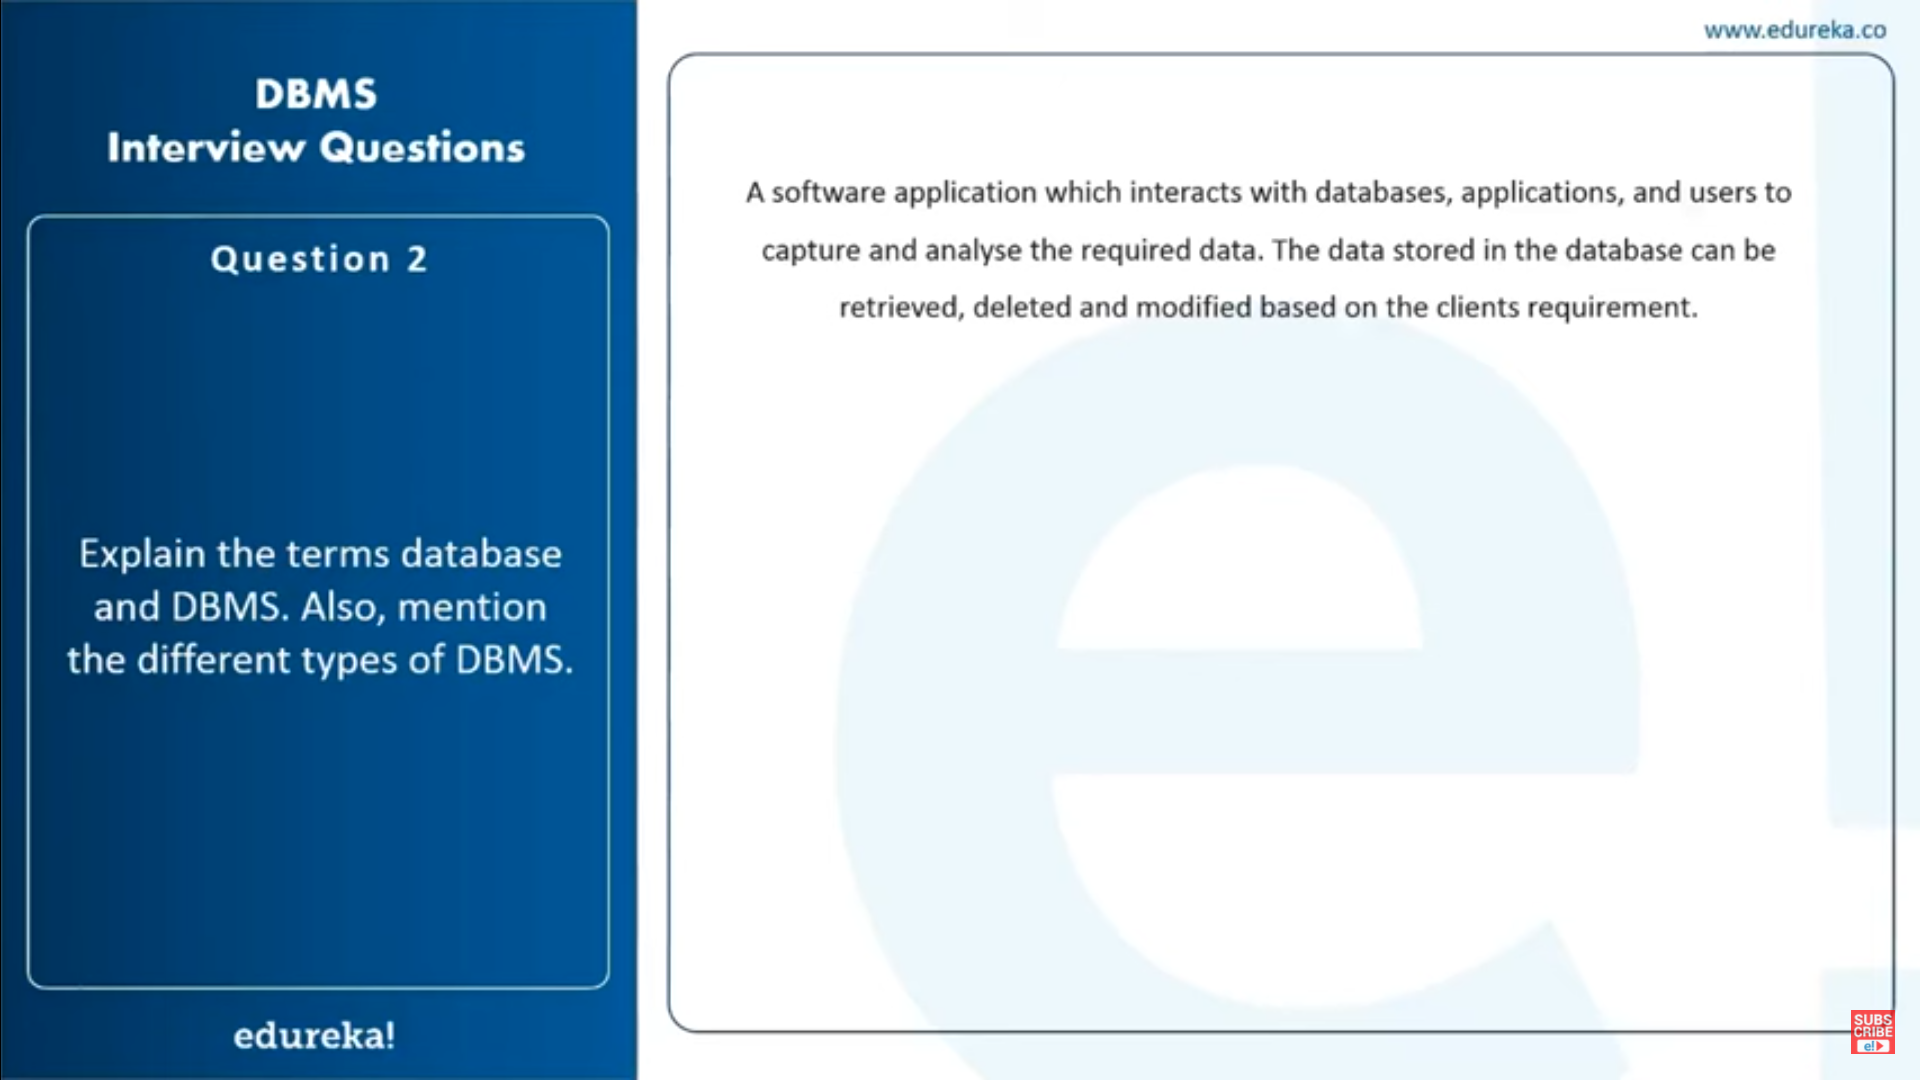 DBMS
Interview Questions
Question 2
Explain the terms database
and DBMS. Also, mention
the different types of DBMS.
edureka!
www.edureka.co
A software application which interacts with databases, applications, and users to
capture and analyse the required data. The data stored in the database can be
retrieved, deleted and modified based on the clients requirement.
SUBS
CRIBE
e!